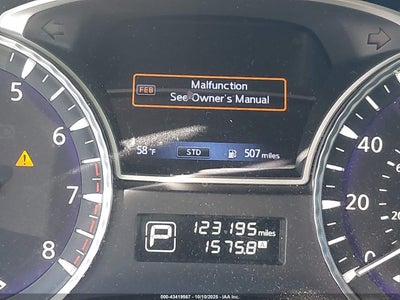 FEB Malfunction
See Owner's Manual
58°F STD 507 miles
P 123,195 miles
1575.8 A
5
6
7
8
40
20
0
000-43419567 - 10/10/2025 - IAA Inc.